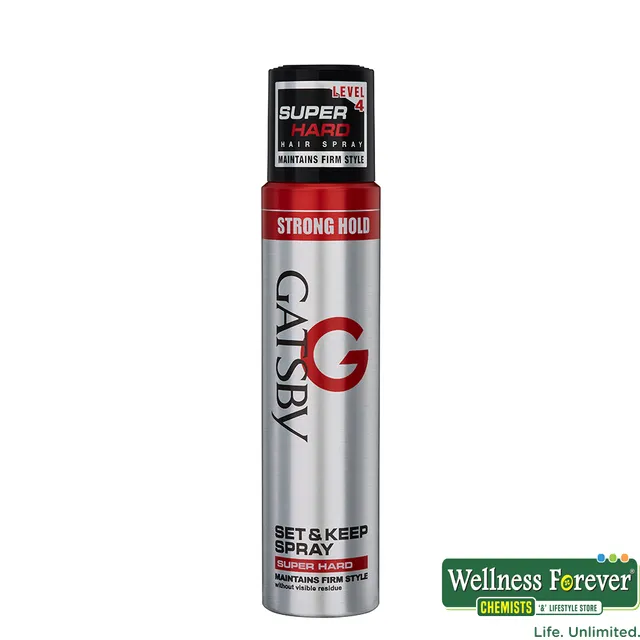 LEVEL
4
SUPER
HARD
HAIR SPRAY
MAINTAINS FIRM STYLE
STRONG HOLD
GATSBY
G
SET & KEEP
SPRAY
SUPER HARD
MAINTAINS FIRM STYLE
without visible residue
Wellness Forever
CHEMISTS '&' LIFESTYLE STORE
Life. Unlimited.